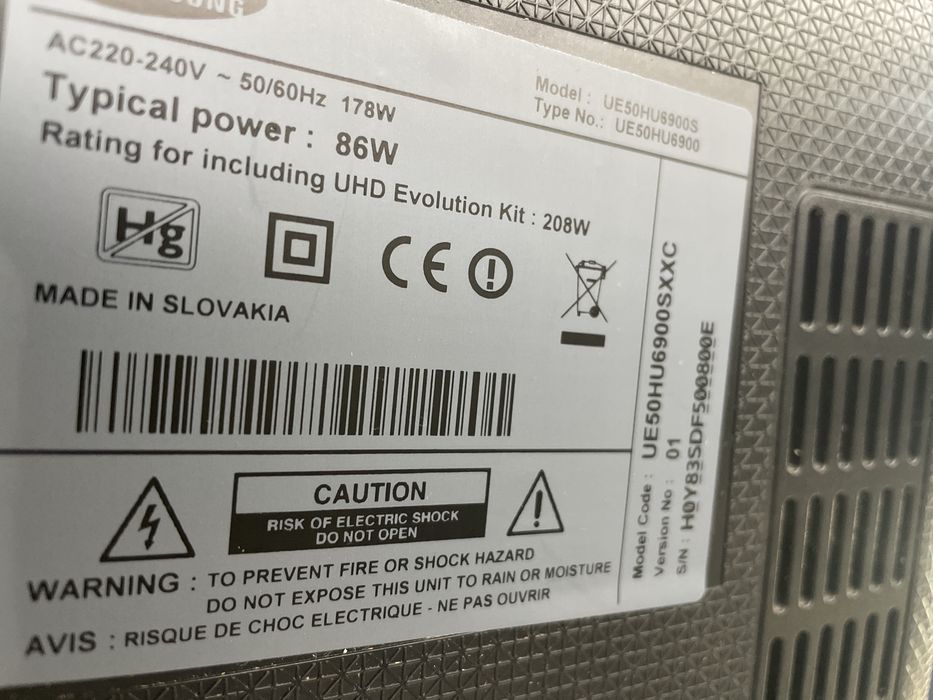 AC220-240V ~ 50/60Hz 178W
Typical power : 86W
Rating for including UHD Evolution Kit : 208W
Model : UE50HU6900S
Type No.: UE50HU6900
Hg
CE
MADE IN SLOVAKIA
CAUTION
RISK OF ELECTRIC SHOCK
DO NOT OPEN
WARNING : TO PREVENT FIRE OR SHOCK HAZARD
DO NOT EXPOSE THIS UNIT TO RAIN OR MOISTURE
AVIS : RISQUE DE CHOC ELECTRIQUE - NE PAS OUVRIR
Model Code : UE50HU6900SXXC
Version No : 01
S/N : H0Y83SDF500800E